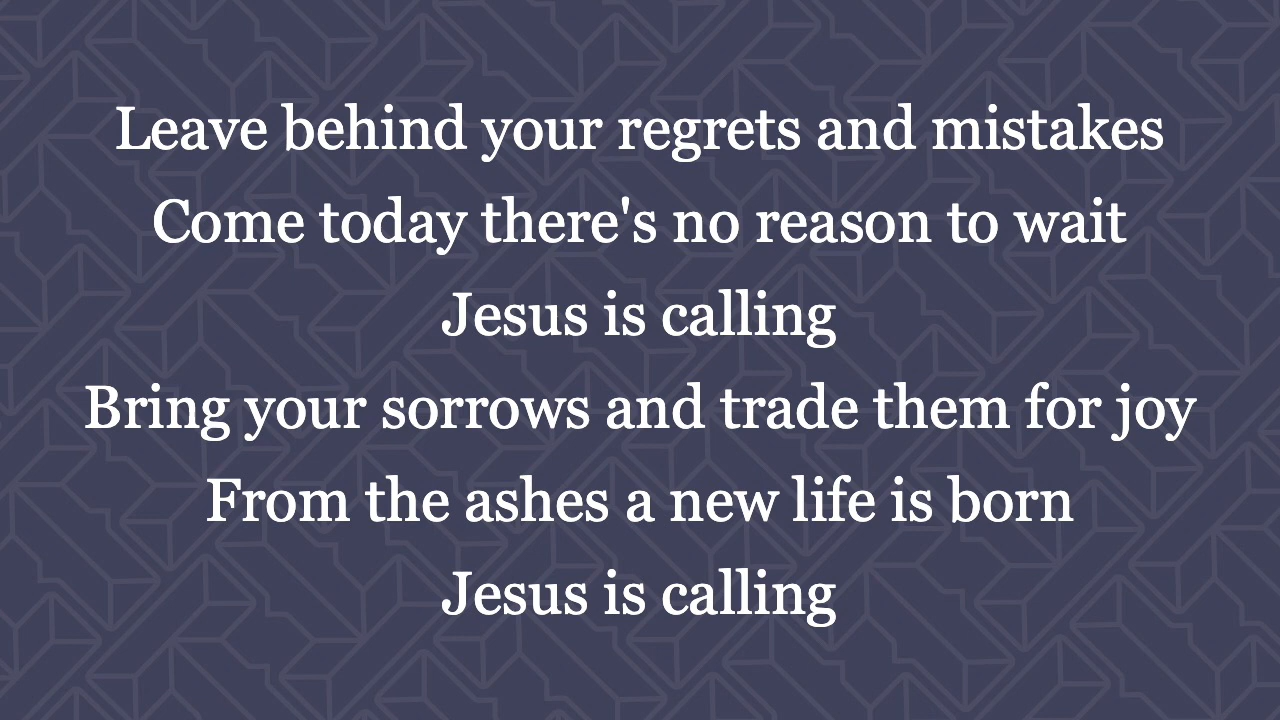 Leave behind your regrets and mistakes
Come today there's no reason to wait
Jesus is calling
Bring your sorrows and trade them for joy
From the ashes a new life is born
Jesus is calling